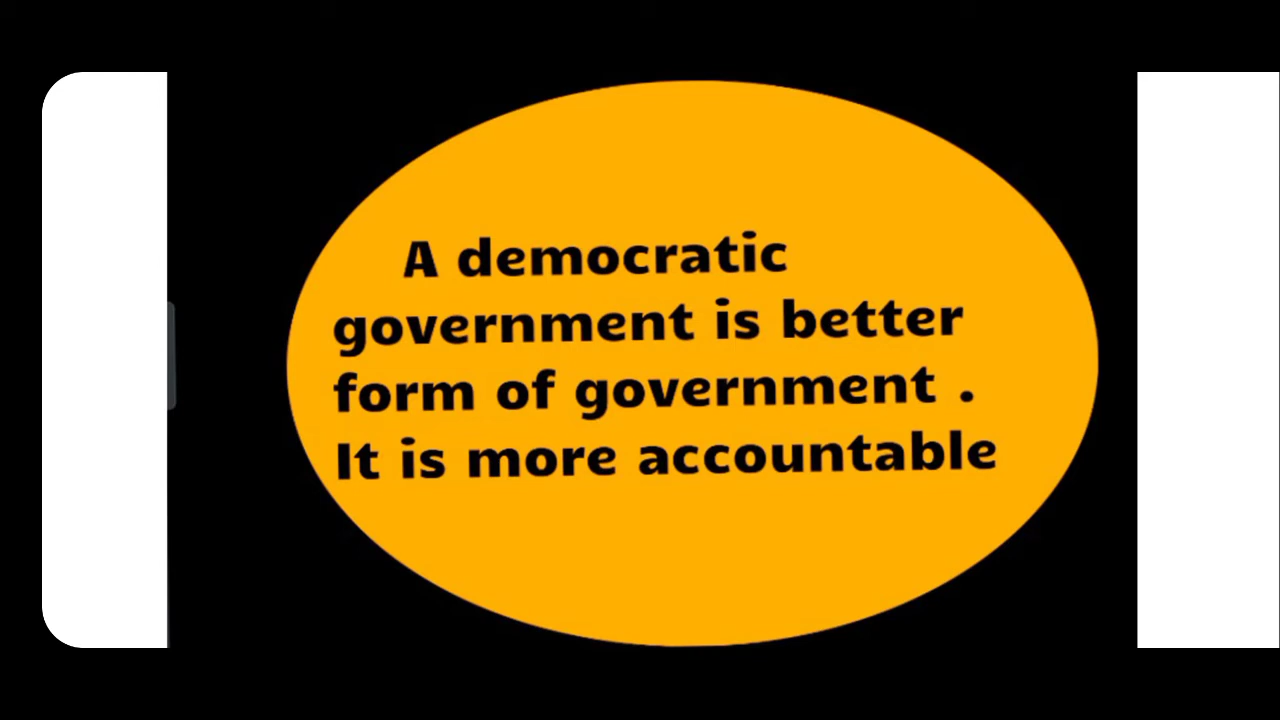 A democratic
government is better
form of government .
It is more accountable